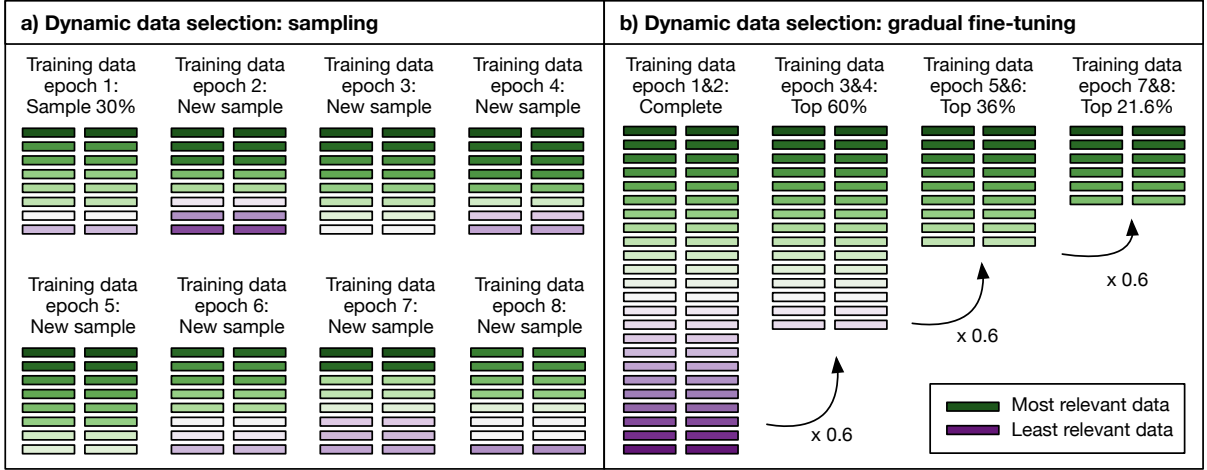 a) Dynamic data selection: sampling
Training data
epoch 1:
Sample 30%
Training data
epoch 2:
New sample
Training data
epoch 3:
New sample
Training data
epoch 4:
New sample
Training data
epoch 5:
New sample
Training data
epoch 6:
New sample
Training data
epoch 7:
New sample
Training data
epoch 8:
New sample
b) Dynamic data selection: gradual fine-tuning
Training data
epoch 1&2:
Complete
Training data
epoch 3&4:
Top 60%
Training data
epoch 5&6:
Top 36%
Training data
epoch 7&8:
Top 21.6%
x 0.6
x 0.6
x 0.6
Most relevant data
Least relevant data